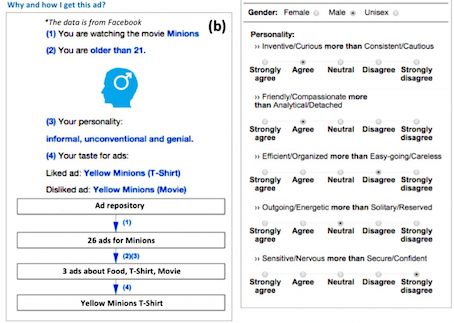 Why and how I get this ad?
*The data is from Facebook
(b)
(1) You are watching the movie Minions
(2) You are older than 21.
(3) Your personality:
informal, unconventional and genial.
(4) Your taste for ads:
Liked ad: Yellow Minions (T-Shirt)
Disliked ad: Yellow Minions (Movie)
Ad repository
(1)
26 ads for Minions
(2)(3)
3 ads about Food, T-Shirt, Movie
(4)
Yellow Minions T-Shirt
Gender: Female Male Unisex
Personality:
›› Inventive/Curious more than Consistent/Cautious
Strongly agree Agree Neutral Disagree Strongly disagree
›› Friendly/Compassionate more
than Analytical/Detached
Strongly agree Agree Neutral Disagree Strongly disagree
›› Efficient/Organized more than Easy-going/Careless
Strongly agree Agree Neutral Disagree Strongly disagree
›› Outgoing/Energetic more than Solitary/Reserved
Strongly agree Agree Neutral Disagree Strongly disagree
›› Sensitive/Nervous more than Secure/Confident
Strongly agree Agree Neutral Disagree Strongly disagree